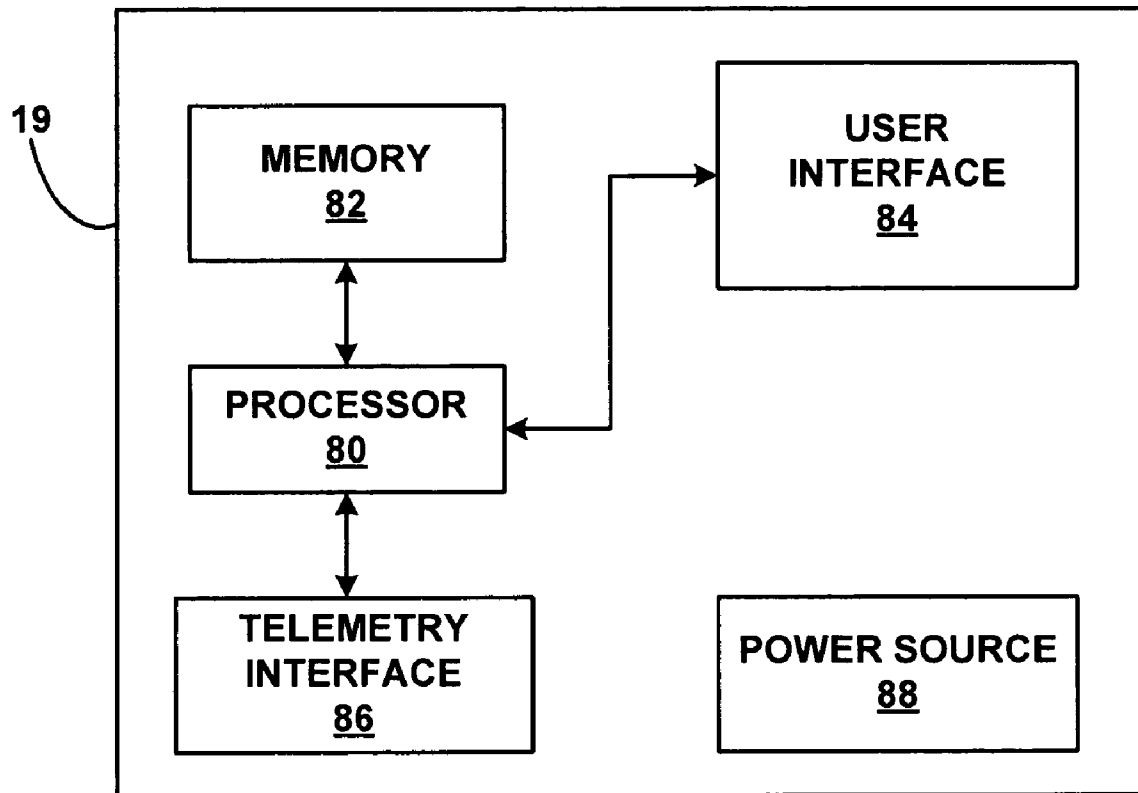 19
MEMORY
82
USER
INTERFACE
84
PROCESSOR
80
TELEMETRY
INTERFACE
86
POWER SOURCE
88